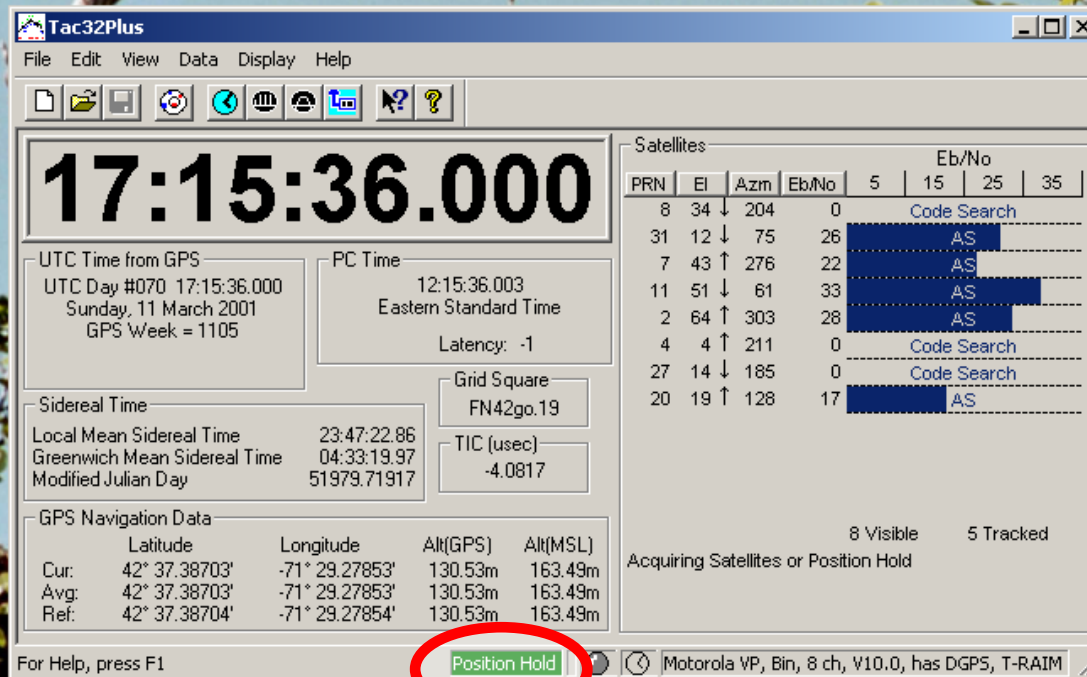 Tac32Plus
File Edit View Data Display Help
17:15:36.000
UTC Time from GPS
UTC Day #070 17:15:36.000
Sunday, 11 March 2001
GPS Week = 1105
PC Time
12:15:36.003
Eastern Standard Time
Latency: -1
Grid Square
FN42go.19
Sidereal Time
Local Mean Sidereal Time 23:47:22.86
Greenwich Mean Sidereal Time 04:33:19.97
Modified Julian Day 51979.71917
TIC (usec)
-4.0817
GPS Navigation Data
Latitude Longitude Alt(GPS) Alt(MSL)
Cur: 42° 37.38703' -71° 29.27853' 130.53m 163.49m
Avg: 42° 37.38703' -71° 29.27853' 130.53m 163.49m
Ref: 42° 37.38704' -71° 29.27854' 130.53m 163.49m
Satellites
Eb/No
PRN El Azm Eb/No 5 15 25 35
8 34 ↓ 204 0 Code Search
31 12 ↓ 75 26 AS
7 43 ↑ 276 22 AS
11 51 ↓ 61 33 AS
2 64 ↑ 303 28 AS
4 4 ↑ 211 0 Code Search
27 14 ↓ 185 0 Code Search
20 19 ↑ 128 17 AS
8 Visible 5 Tracked
Acquiring Satellites or Position Hold
For Help, press F1
Position Hold
Motorola VP, Bin, 8 ch, V10.0, has DGPS, T-RAIM